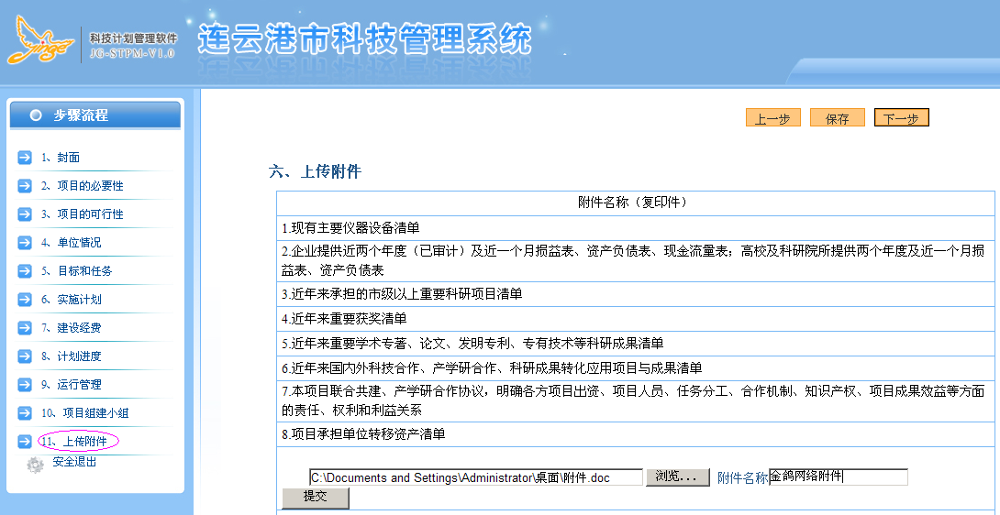 科技计划管理软件
JG-STPM-V1.0
连云港市科技管理系统
步骤流程
1、封面
2、项目的必要性
3、项目的可行性
4、单位情况
5、目标和任务
6、实施计划
7、建设经费
8、计划进度
9、运行管理
10、项目组建小组
11、上传附件
安全退出
上一步 保存 下一步
六、上传附件
附件名称（复印件）
1.现有主要仪器设备清单
2.企业提供近两个年度（已审计）及近一个月损益表、资产负债表、现金流量表；高校及科研院所提供两个年度及近一个月损
益表、资产负债表
3.近年来承担的市级以上重要科研项目清单
4.近年来重要获奖清单
5.近年来重要学术专著、论文、发明专利、专有技术等科研成果清单
6.近年来国内外科技合作、产学研合作、科研成果转化应用项目与成果清单
7.本项目联合共建、产学研合作协议，明确各方项目出资、项目人员、任务分工、合作机制、知识产权、项目成果效益等方面
的责任、权利和利益关系
8.项目承担单位转移资产清单
C:\Documents and Settings\Administrator\桌面\附件.doc 浏览... 附件名称 金鸽网络附件
提交